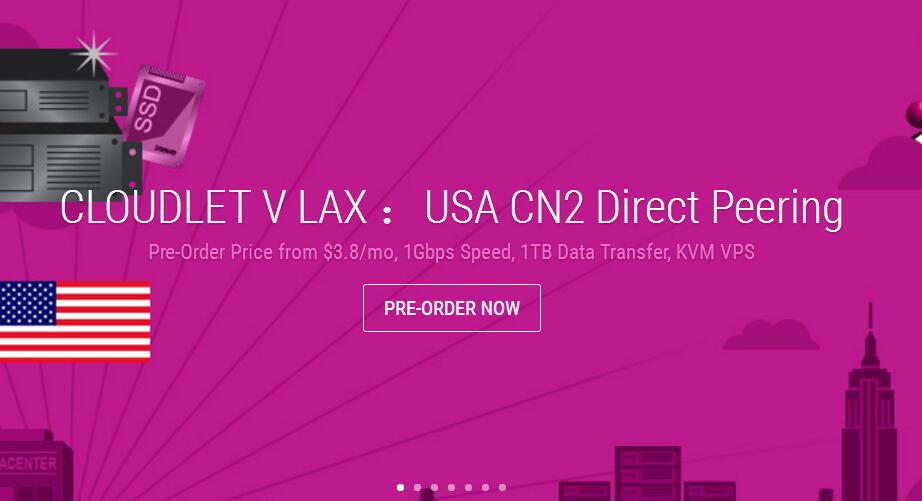 SSD
CLOUDLET V LAX ： USA CN2 Direct Peering
Pre-Order Price from $3.8/mo, 1Gbps Speed, 1TB Data Transfer, KVM VPS
PRE-ORDER NOW
ACENTER